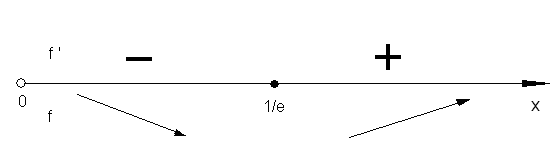 f ' − +
0 1/e x
f